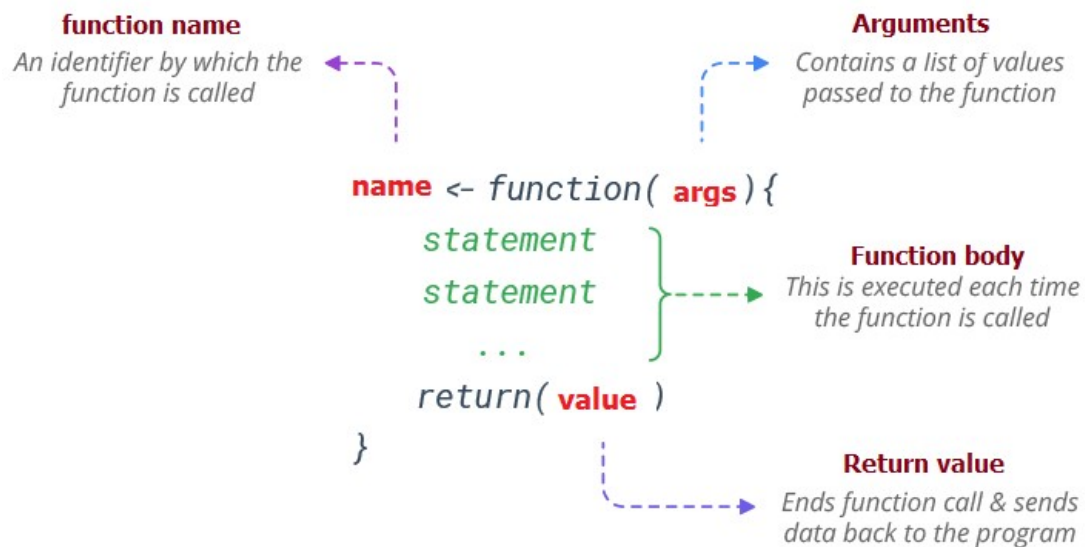 function name
An identifier by which the
function is called
Arguments
Contains a list of values
passed to the function
name <- function( args ){
statement
statement
...
return( value )
}
Function body
This is executed each time
the function is called
Return value
Ends function call & sends
data back to the program